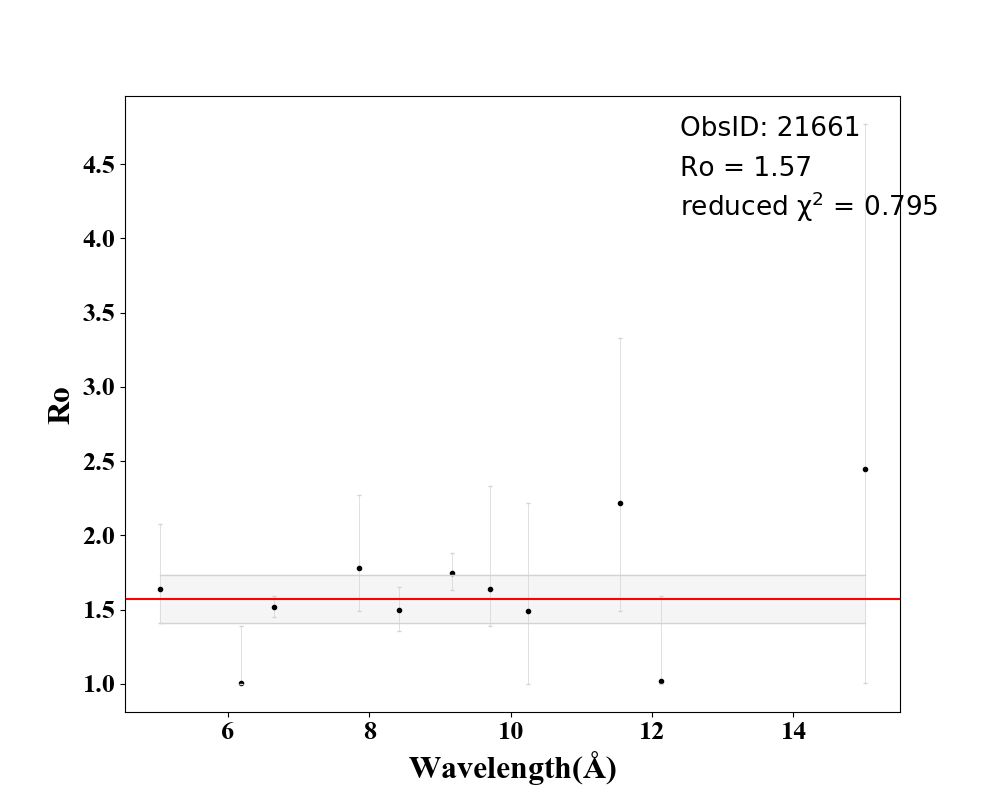 ObsID: 21661
Ro = 1.57
reduced χ² = 0.795
4.5
4.0
3.5
3.0
2.5
2.0
1.5
1.0
Ro
6 8 10 12 14
Wavelength(Å)